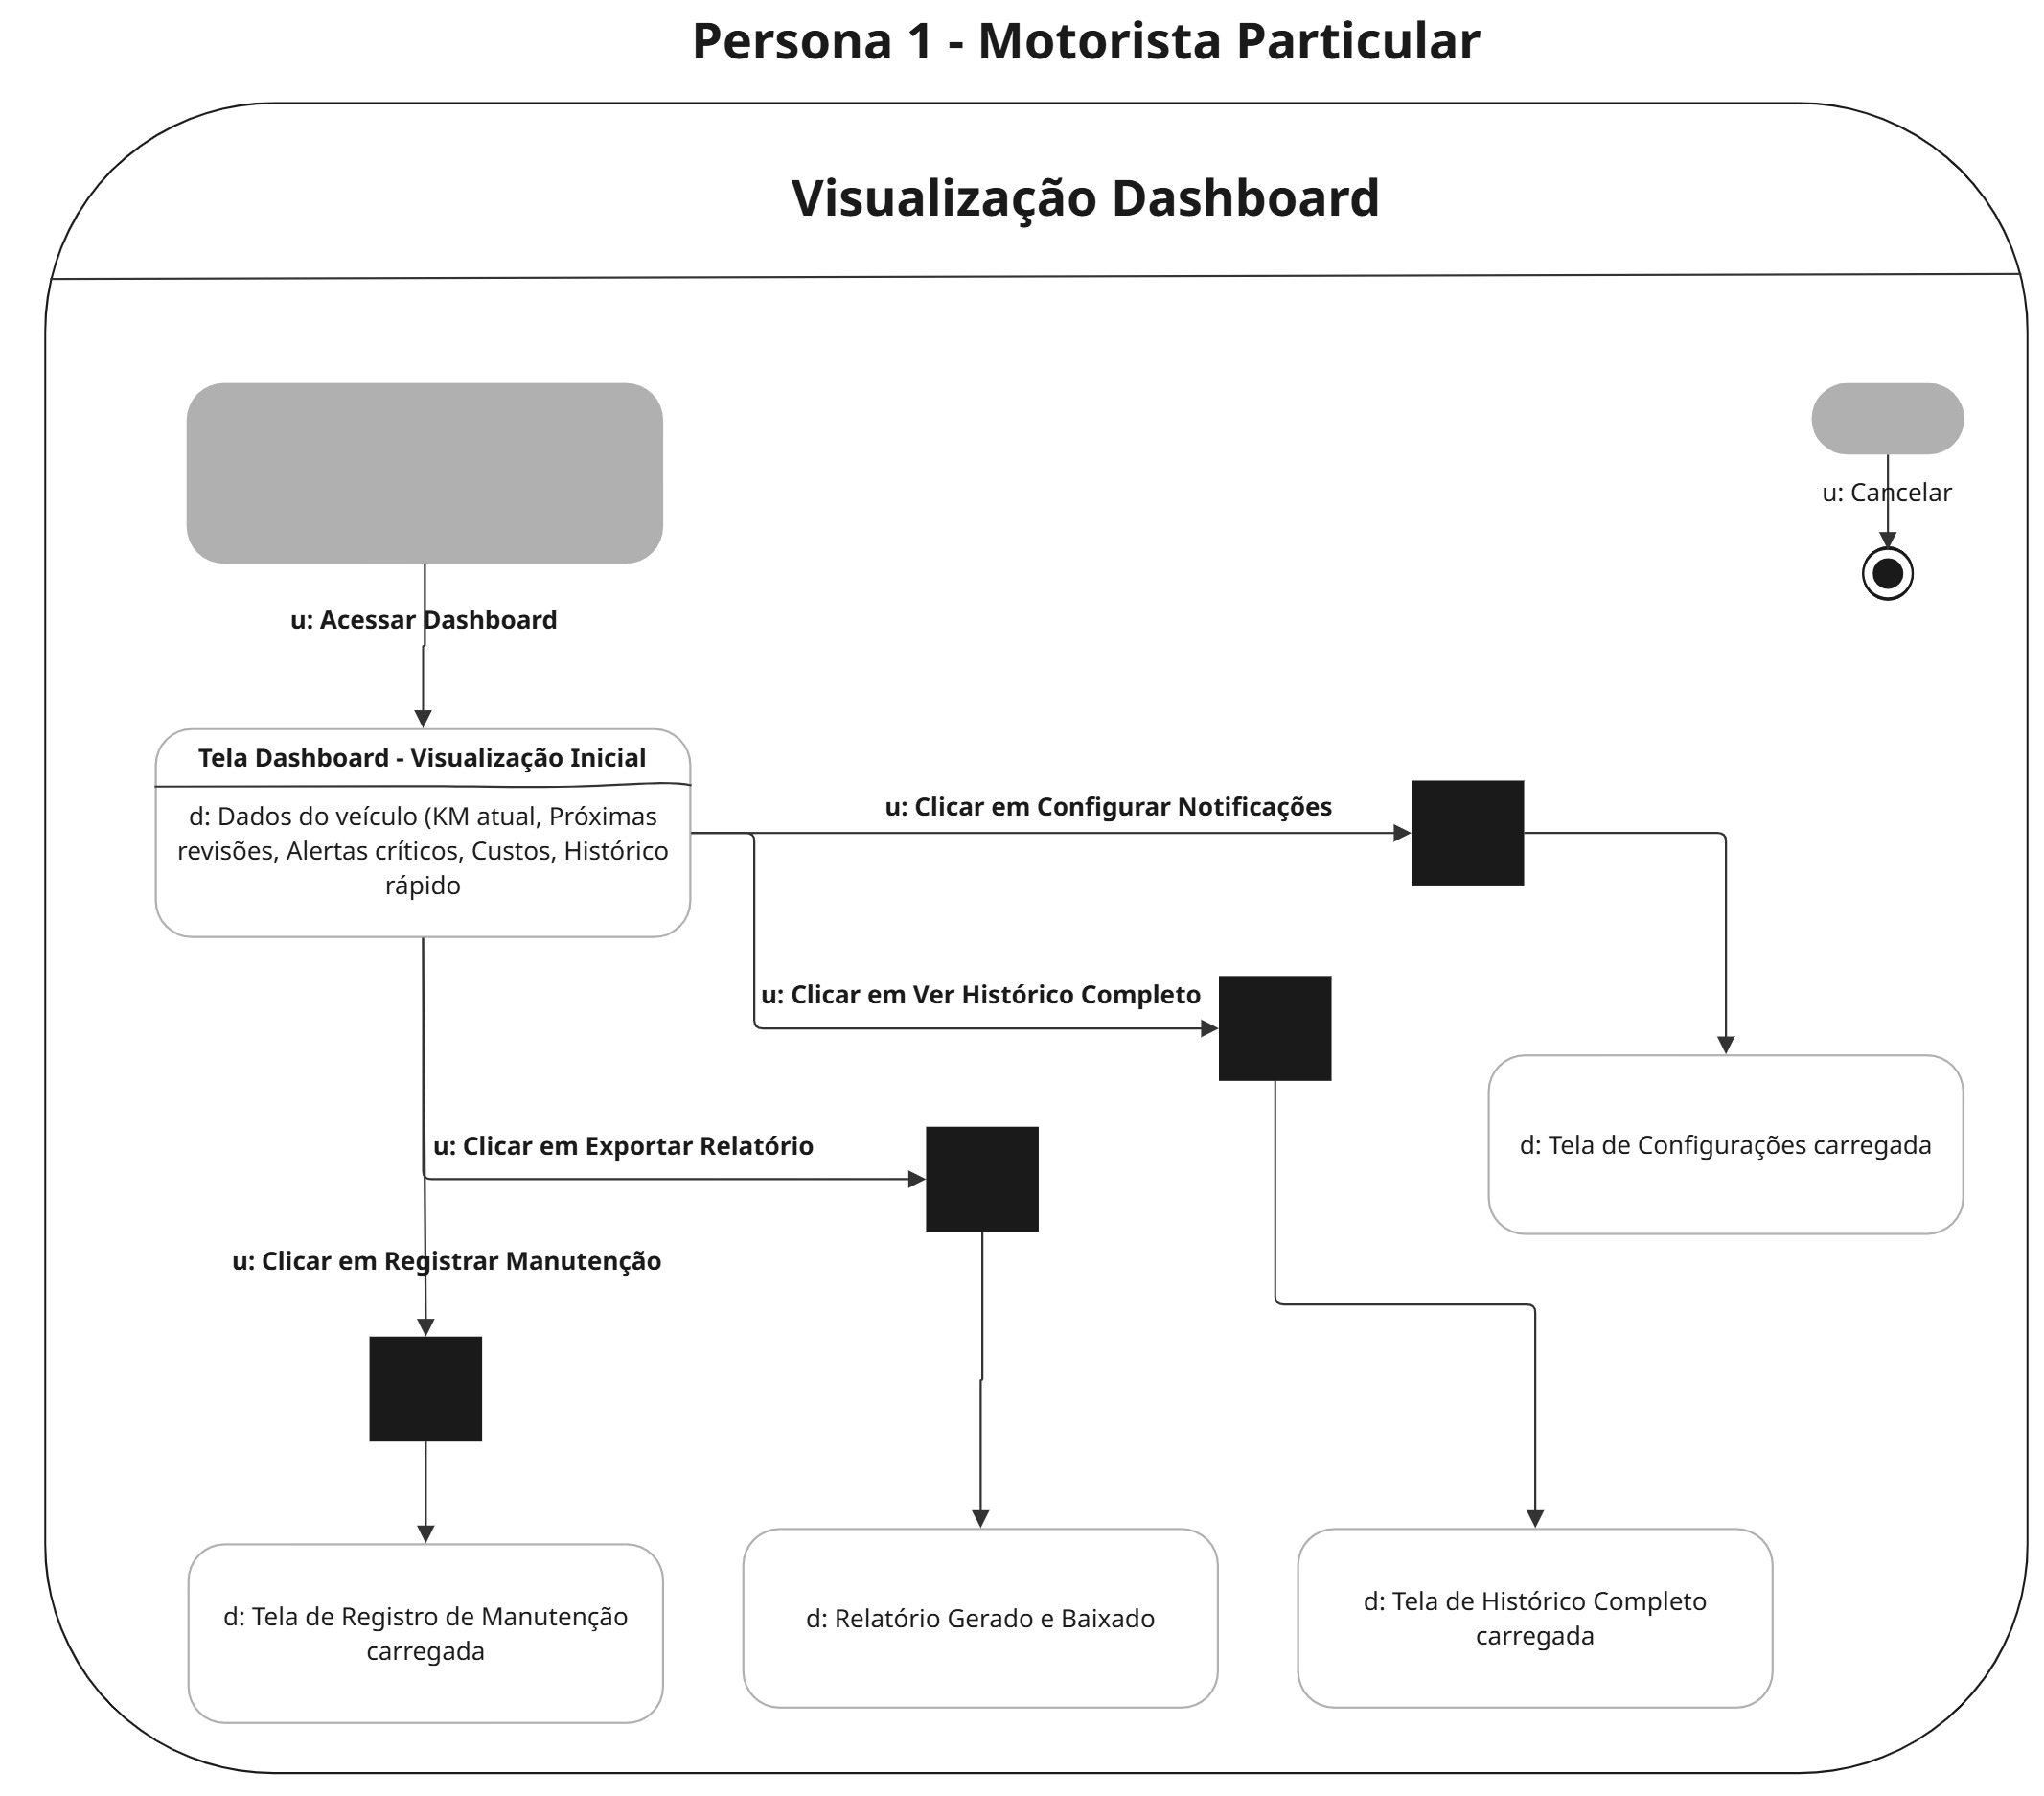 Persona 1 - Motorista Particular
Visualização Dashboard
u: Cancelar
u: Acessar Dashboard
Tela Dashboard - Visualização Inicial
d: Dados do veículo (KM atual, Próximas
revisões, Alertas críticos, Custos, Histórico
rápido
u: Clicar em Configurar Notificações
u: Clicar em Ver Histórico Completo
u: Clicar em Exportar Relatório
d: Tela de Configurações carregada
u: Clicar em Registrar Manutenção
d: Tela de Registro de Manutenção
carregada
d: Relatório Gerado e Baixado
d: Tela de Histórico Completo
carregada